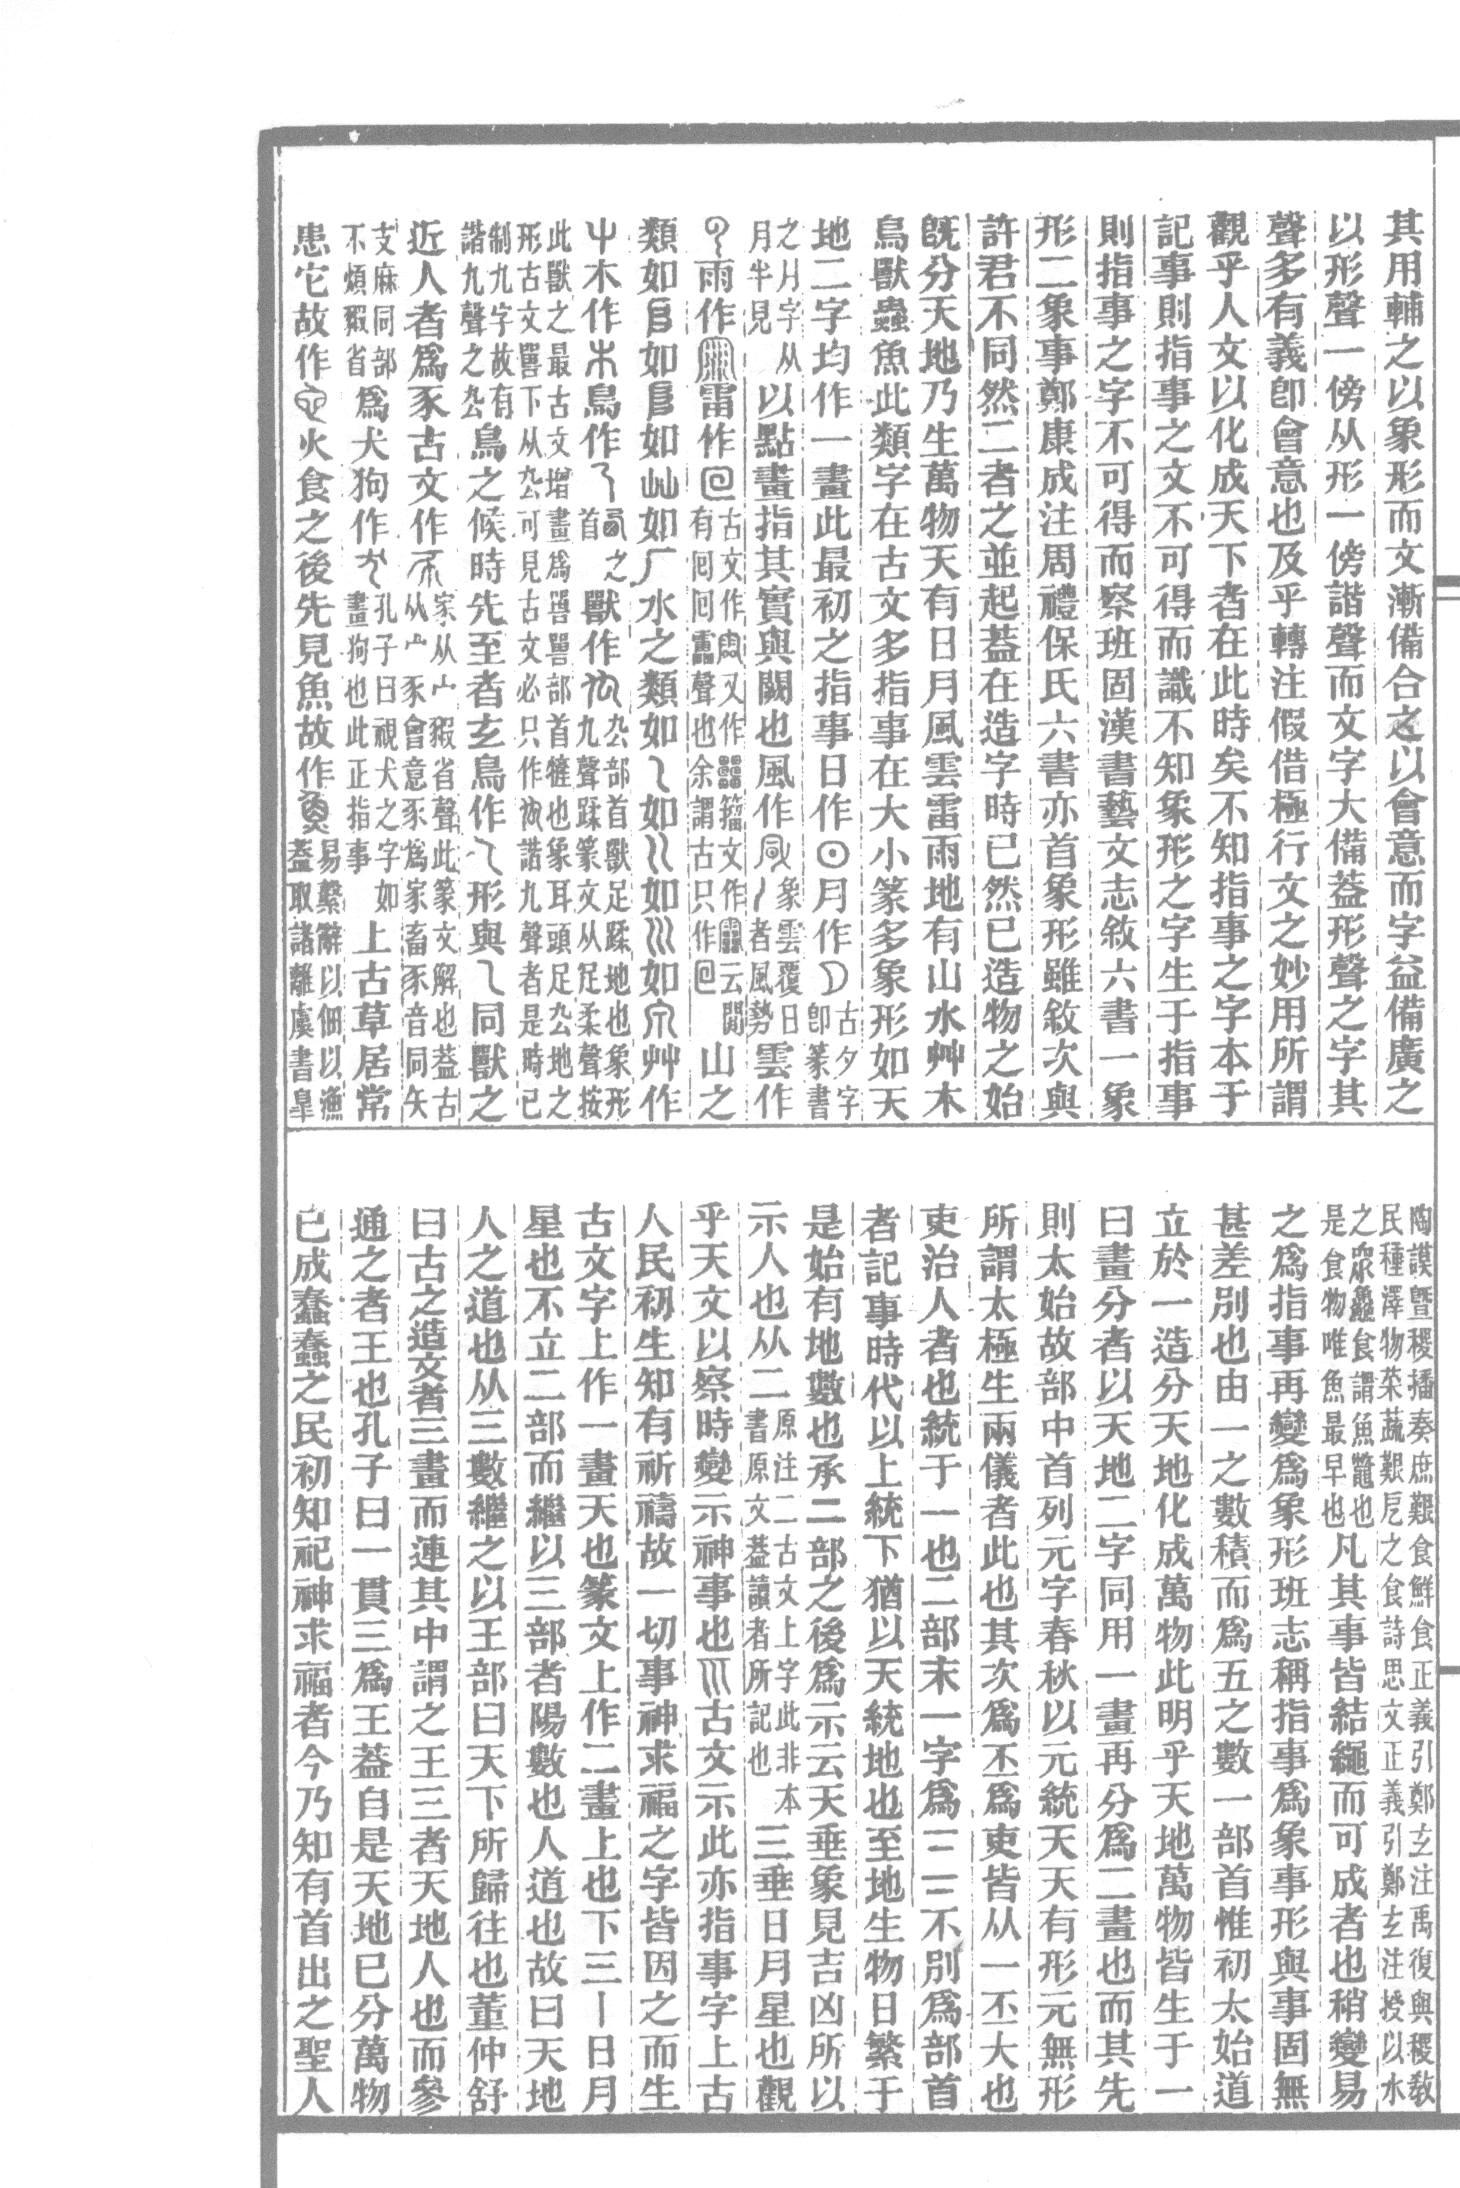 其用輔之以象形而文漸備合之以會意而字益備廣之
以形聲一傍从形一傍諧聲而文字大備蓋形聲之字其
聲多有義卽會意也及乎轉注假借極行文之妙用所謂
觀乎人文以化成天下者在此時矣不知指事之字本于
記事則指事之文不可得而識不知象形之字生于指事
則指事之字不可得而察班固漢書藝文志敘六書一象
形二象事鄭康成注周禮保氏六書亦首象形雖敘次與
許君不同然二者之並起蓋在造字時已然已造物之始
旣分天地乃生萬物天有日月風雲雷雨地有山水艸木
鳥獸蟲魚此類字在古文多指事在大小篆多象形如天
地二字均作一畫此最初之指事日作月作古夕字卽篆書
之月字从月半見以點畫指其實與闕也風作象雲覆日者風勢雲作
雨作雷作古文作又作籒文作云閒有回回靁聲也余謂古只作山之
類如如如如水之類如如如如艸作
木作鳥作之首獸作厹部首獸足蹂地也象形九聲蹂篆文从足柔聲按
此獸之最古文增畫爲嘼嘼部首㹌也象耳頭足厹地之形古文嘼下从厹可見古文必只作諧九聲者是時已
制九字故有諧九聲之厹鳥之候時先至者玄鳥作形與同獸之
近人者爲豕古文作家从宀豭省聲此篆文解也蓋古从宀豕會意豕爲家畜豕音同矢
支麻同部不煩豭省爲犬狗作孔子曰視犬之字如畫狗也此正指事上古草居常
患它故作火食之後先見魚故作易繫辭以佃以漁蓋取諸離虞書皐
陶謨曁稷播奏庶艱食鮮食正義引鄭玄注禹復與稷敎民種澤物菜蔬艱厄之食詩思文正義引鄭玄注授以水
之衆鱻食謂魚鼈也是食物唯魚最早也凡其事皆結繩而可成者也稍變易
之爲指事再變爲象形班志稱指事爲象事形與事固無
甚差別也由一之數積而爲五之數一部首惟初太始道
立於一造分天地化成萬物此明乎天地萬物皆生于一
曰畫分者以天地二字同用一畫再分爲二畫也而其先
則太始故部中首列元字春秋以元統天天有形元無形
所謂太極生兩儀者此也其次爲丕爲吏皆从一丕大也
吏治人者也統于一也二部末一字爲一二三不別爲部首
者記事時代以上統下猶以天統地也至地生物日繁于
是始有地數也承二部之後爲示云天垂象見吉凶所以
示人也从二原注二古文上字此非本書原文蓋讀者所記也三垂日月星也觀
乎天文以察時變示神事也古文示此亦指事字上古
人民初生知有祈禱故一切事神求福之字皆因之而生
古文字上作一畫天也篆文上作二畫上也下三丨日月
星也不立二部而繼以三部者陽數也人道也故曰天地
人之道也从三數繼之以王部曰天下所歸往也董仲舒
曰古之造文者三畫而連其中謂之王三者天地人也而參
通之者王也孔子曰一貫三爲王蓋自是天地已分萬物
已成蠢蠢之民初知祀神求福者今乃知有首出之聖人